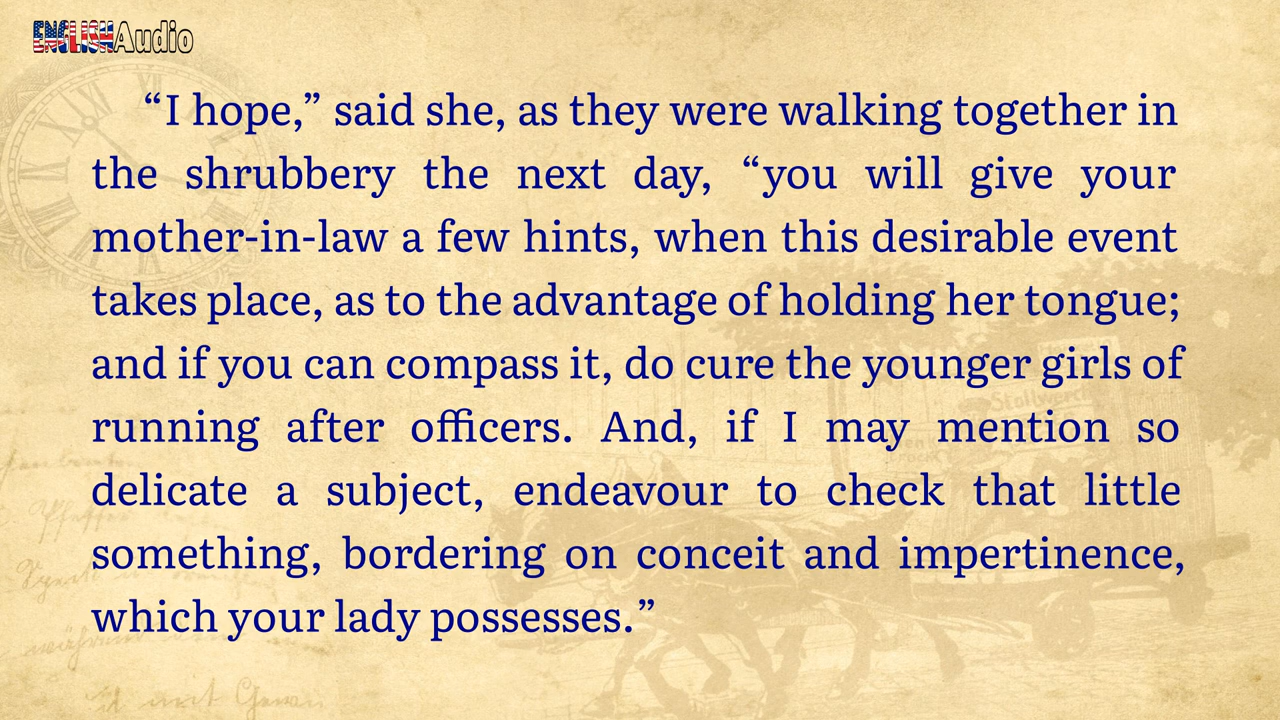 ENGLISHAudio
“I hope,” said she, as they were walking together in
the shrubbery the next day, “you will give your
mother-in-law a few hints, when this desirable event
takes place, as to the advantage of holding her tongue;
and if you can compass it, do cure the younger girls of
running after officers. And, if I may mention so
delicate a subject, endeavour to check that little
something, bordering on conceit and impertinence,
which your lady possesses.”